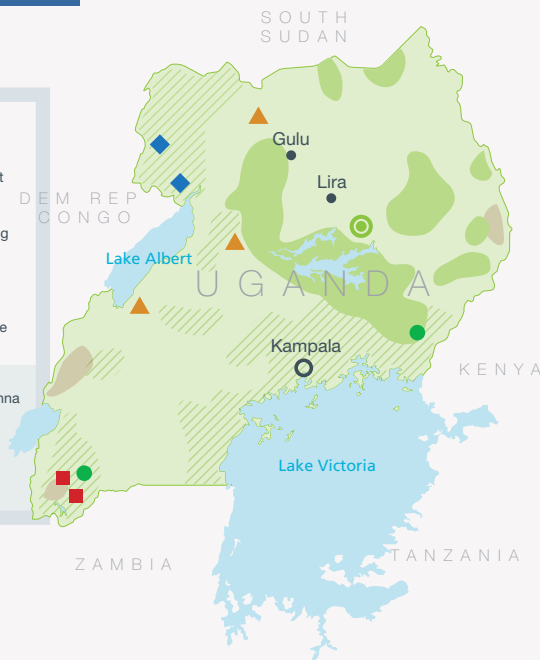 SOUTH
SUDAN
Gulu
Lira
DEM REP
CONGO
Lake Albert
UGANDA
Kampala
KENYA
Lake Victoria
ZAMBIA
TANZANIA